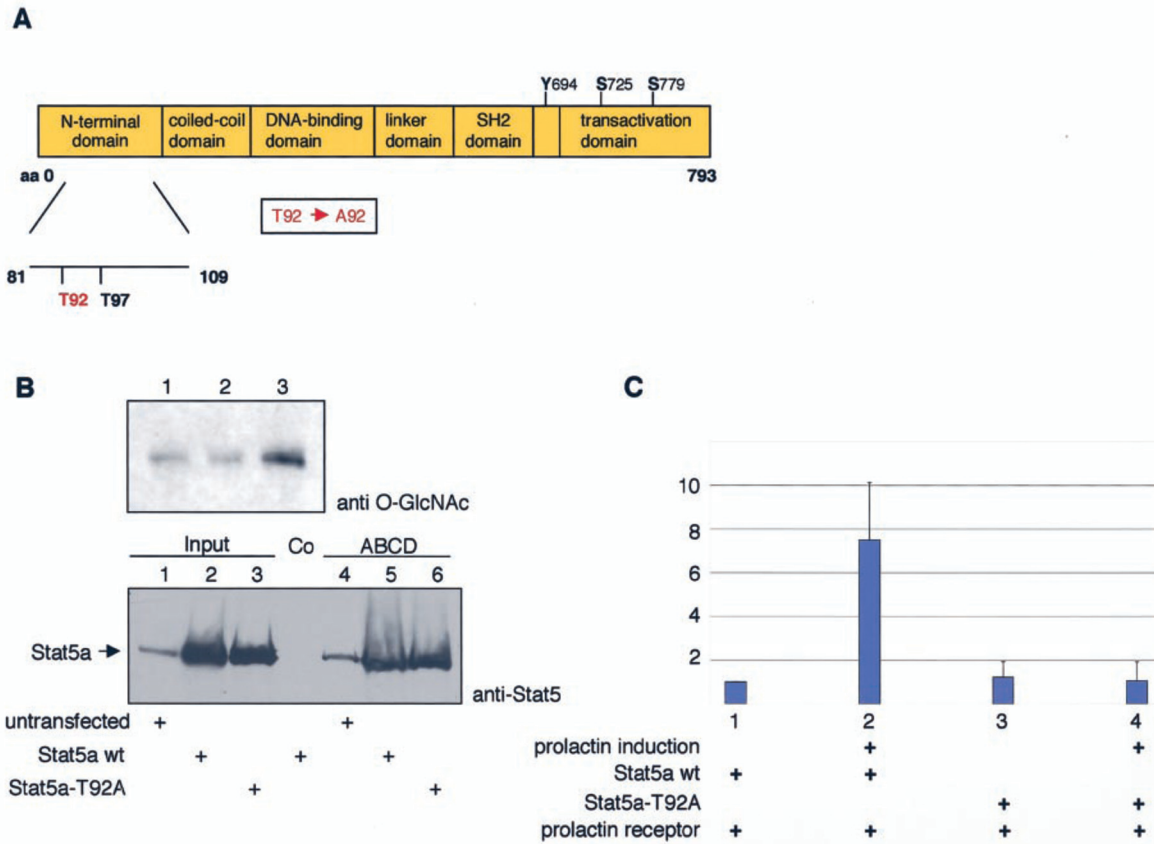 A
Y694 S725 S779
N-terminal domain
coiled-coil domain
DNA-binding domain
linker domain
SH2 domain
transactivation domain
aa 0
793
T92 → A92
81
109
T92 T97
B
1 2 3
anti O-GlcNAc
Input Co ABCD
1 2 3 4 5 6
Stat5a
anti-Stat5
untransfected + +
Stat5a wt + + +
Stat5a-T92A + +
C
10
8
6
4
2
1 2 3 4
prolactin induction + +
Stat5a wt + +
Stat5a-T92A + +
prolactin receptor + + + +